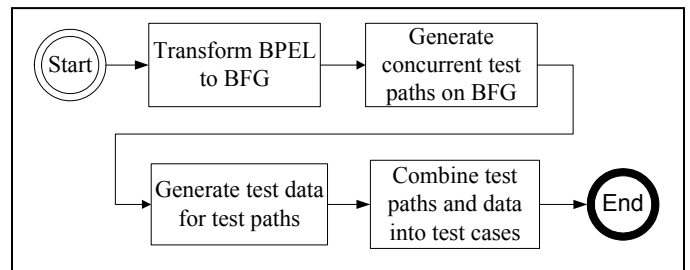 Start
Transform BPEL
to BFG
Generate
concurrent test
paths on BFG
Generate test data
for test paths
Combine test
paths and data
into test cases
End